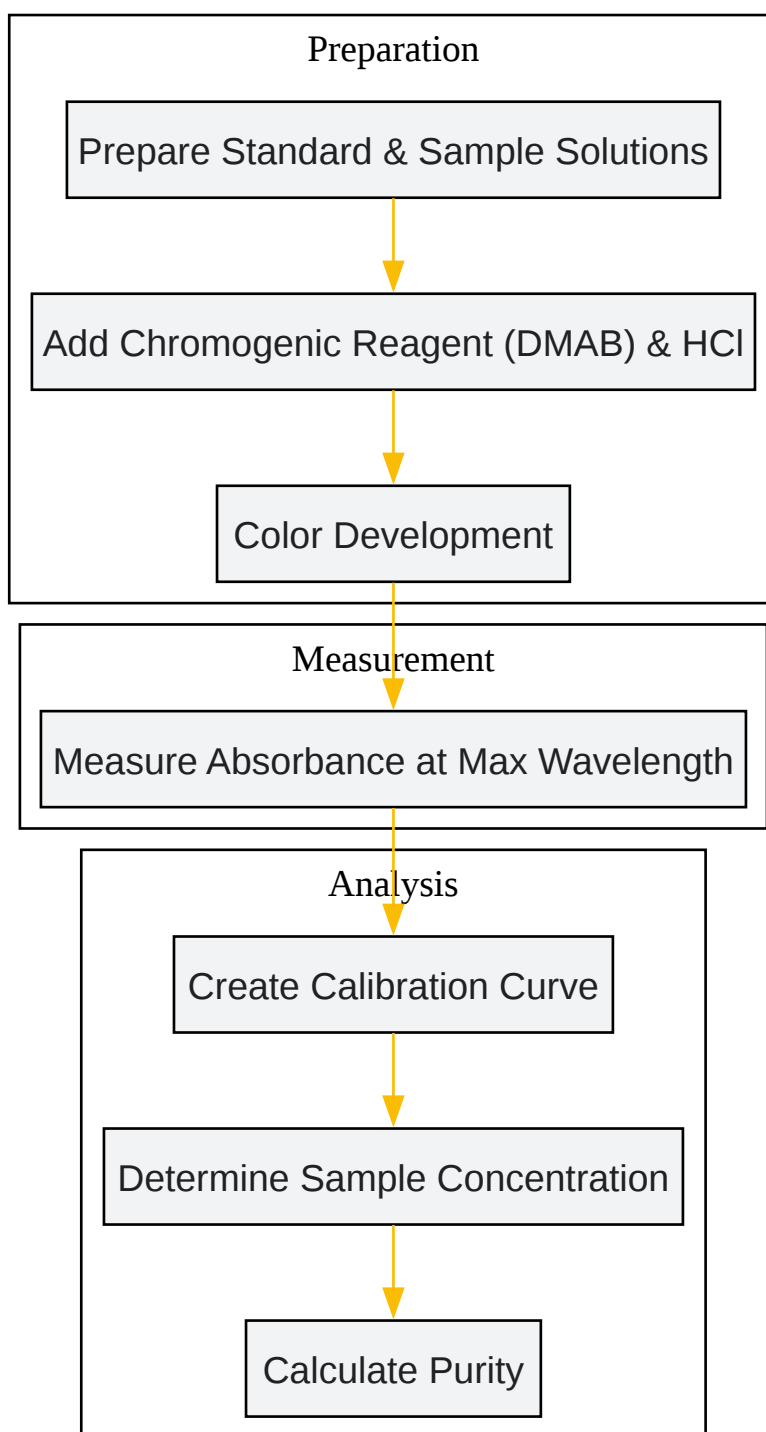 Preparation
Prepare Standard & Sample Solutions
Add Chromogenic Reagent (DMAB) & HCl
Color Development
Measurement
Measure Absorbance at Max Wavelength
Analysis
Create Calibration Curve
Determine Sample Concentration
Calculate Purity